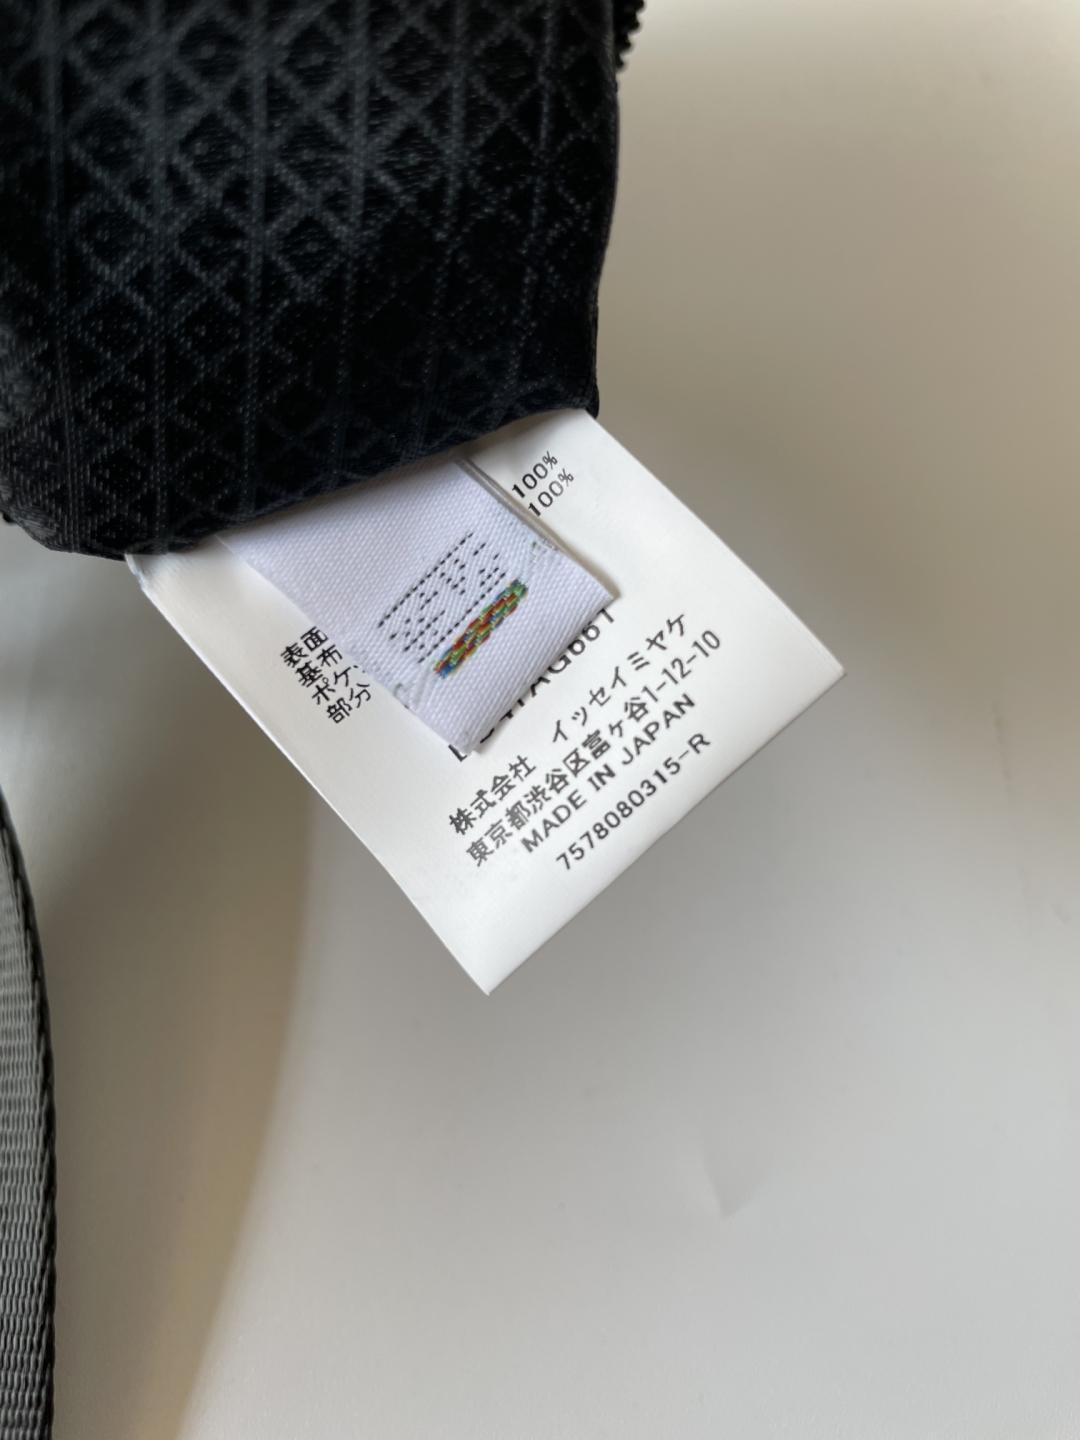 100%
100%
表面
基布
ポケ
部分
AG661
株式会社 イッセイミヤケ
東京都渋谷区富ヶ谷1-12-10
MADE IN JAPAN
7578080315-R